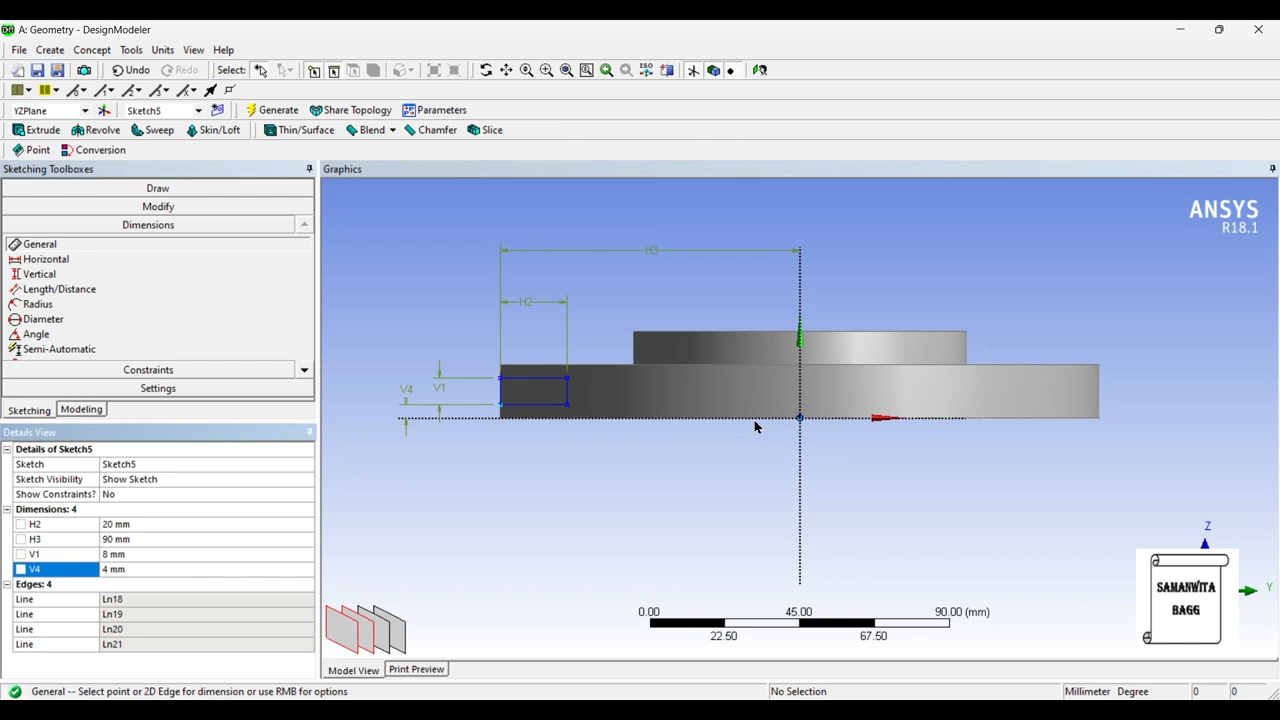 A: Geometry - DesignModeler
File Create Concept Tools Units View Help
Undo Redo Select:
YZPlane Sketch5 Generate Share Topology Parameters
Extrude Revolve Sweep Skin/Loft Thin/Surface Blend Chamfer Slice
Point Conversion
Sketching Toolboxes
Draw
Modify
Dimensions
General
Horizontal
Vertical
Length/Distance
Radius
Diameter
Angle
Semi-Automatic
Constraints
Settings
Sketching Modeling
Details View
Details of Sketch5
Sketch Sketch5
Sketch Visibility Show Sketch
Show Constraints? No
Dimensions: 4
H2 20 mm
H3 90 mm
V1 8 mm
V4 4 mm
Edges: 4
Line Ln18
Line Ln19
Line Ln20
Line Ln21
Graphics
ANSYS
R18.1
H3
H2
V4 V1
Z
Y
SAMANWITA
BAGG
0.00 45.00 90.00 (mm)
22.50 67.50
Model View Print Preview
General -- Select point or 2D Edge for dimension or use RMB for options No Selection Millimeter Degree 0 0